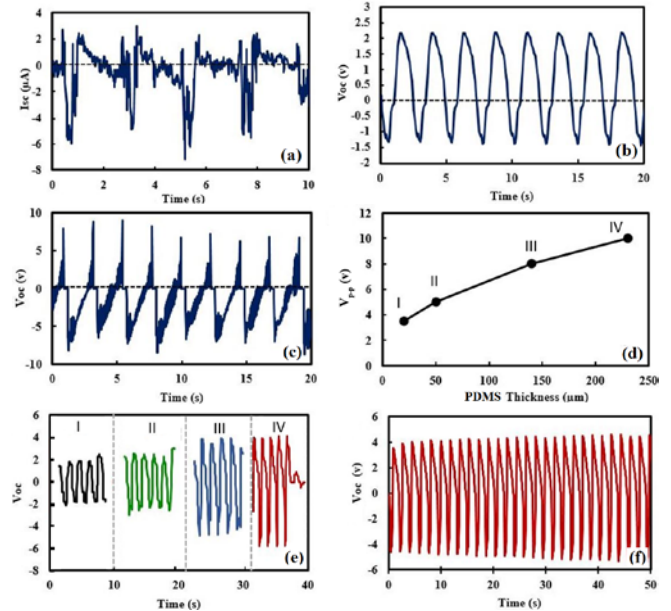 4
2
0
-2
-4
-6
-8
Isc (μA)
0 2 4 6 8 10
Time (s)
(a)
2.5
2
1.5
1
0.5
0
-0.5
-1
-1.5
-2
Voc (v)
0 5 10 15 20
Time (s)
(b)
10
5
0
-5
-10
Voc (v)
0 5 10 15 20
Time (s)
(c)
12
10
8
6
4
2
0
Vp-p (v)
I II III IV
0 50 100 150 200 250
PDMS Thickness (μm)
(d)
6
4
2
0
-2
-4
-6
-8
Voc
I II III IV
0 10 20 30 40
Time (s)
(e)
6
4
2
0
-2
-4
-6
Voc (v)
0 10 20 30 40 50
Time (s)
(f)